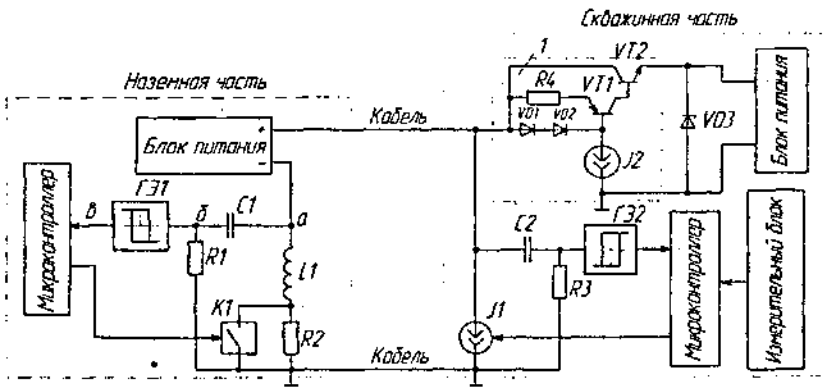 Скважинная часть
Наземная часть
1
VT2
R4
VT1
VD1
VD2
VD3
J2
Кабель
Блок питания
+
−
Блок питания
Микроконтроллер
в
ГЭ1
б
C1
а
R1
L1
K1
R2
Кабель
C2
ГЭ2
R3
J1
Микроконтроллер
Измерительный блок